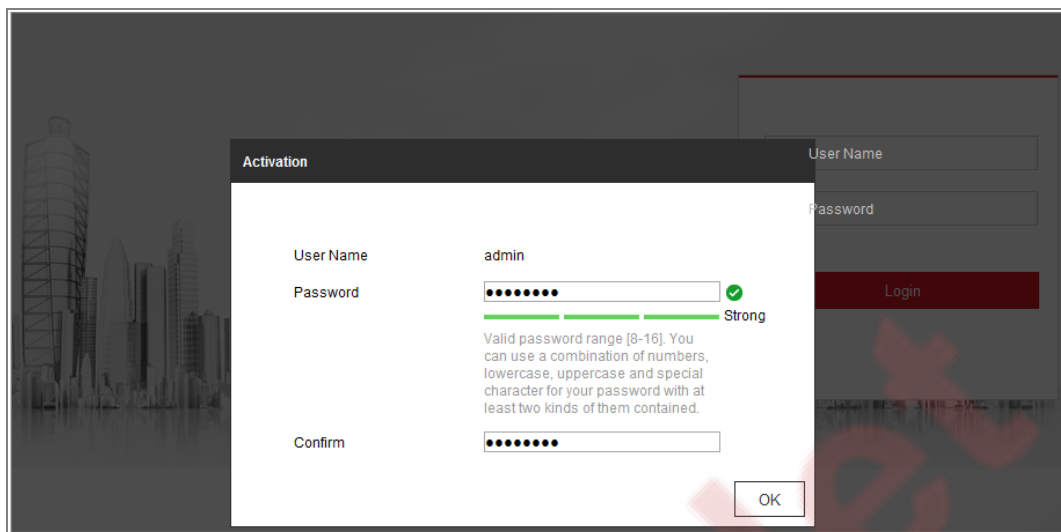 Activation
User Name
Password
Login
User Name admin
Password ●●●●●●●●
Strong
Valid password range [8-16]. You
can use a combination of numbers,
lowercase, uppercase and special
character for your password with at
least two kinds of them contained.
Confirm ●●●●●●●●
OK